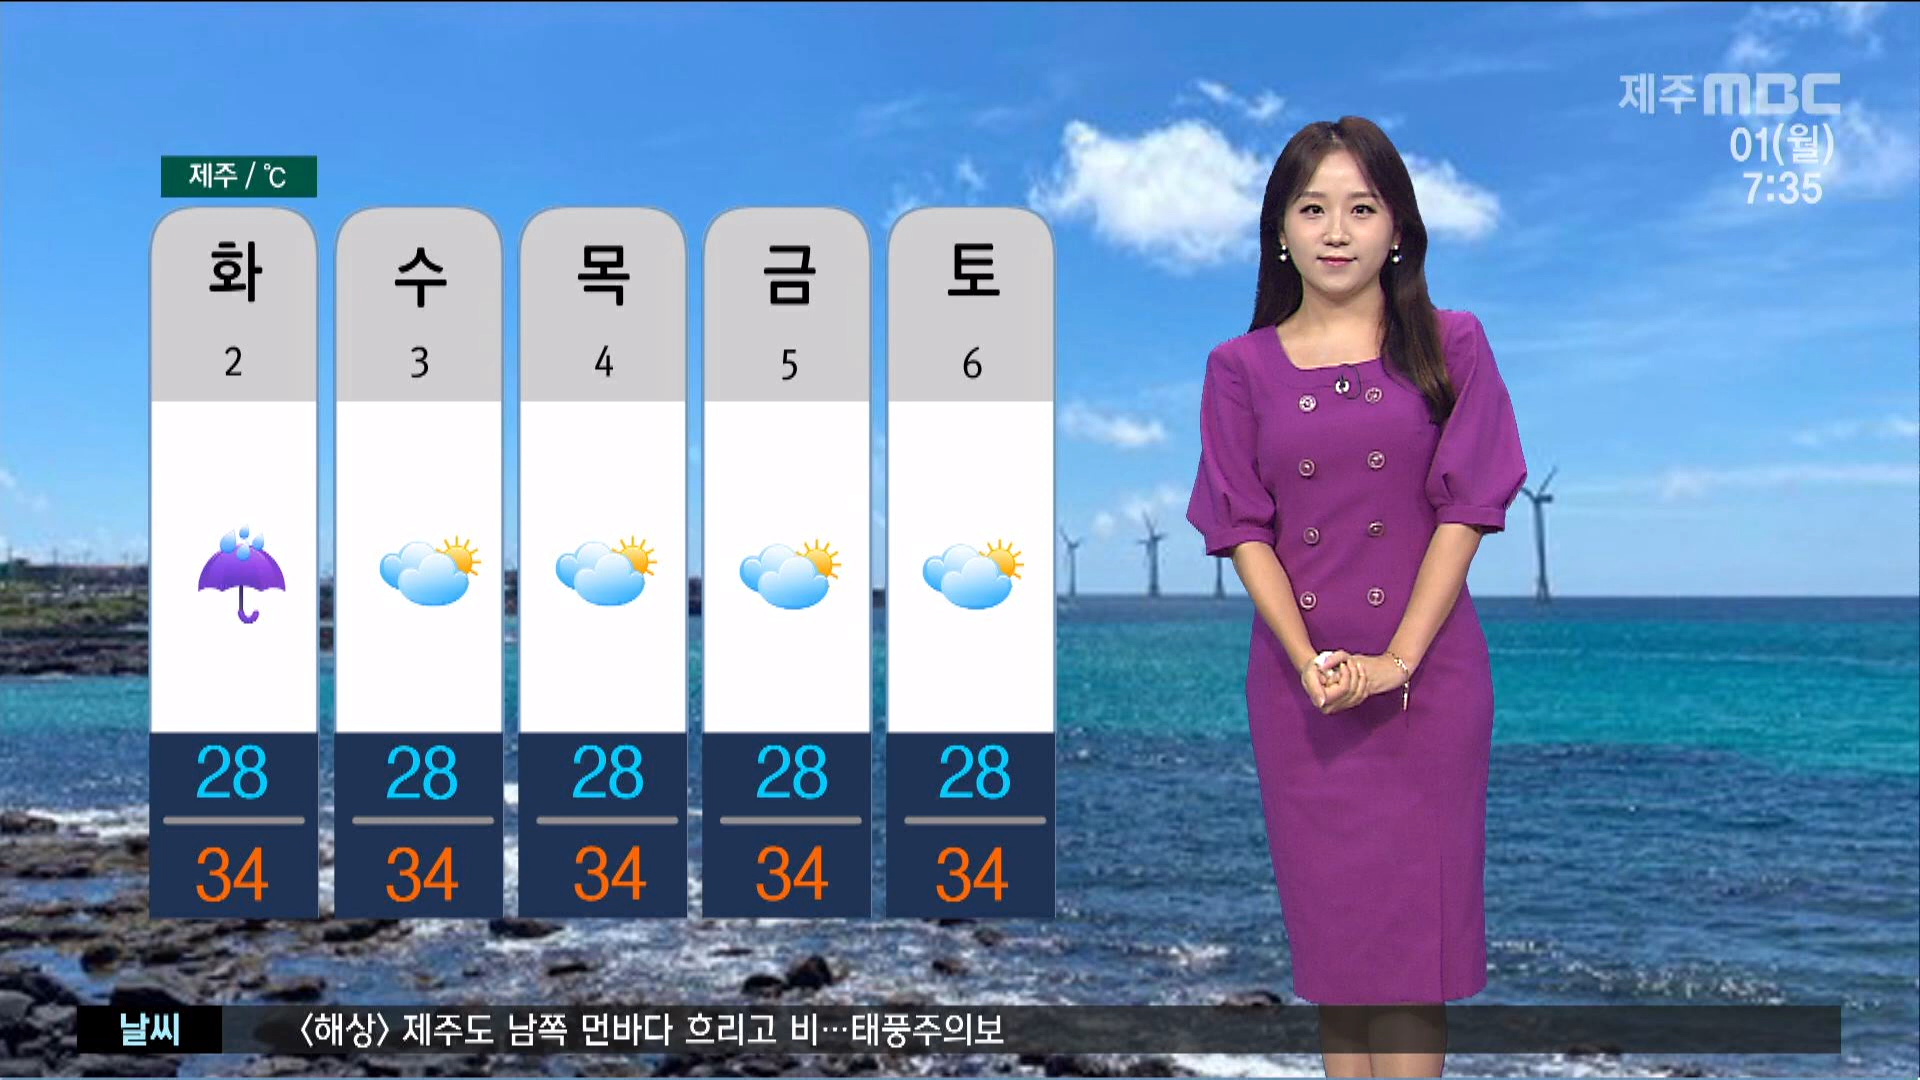 제주MBC
01(월)
7:35
제주 / ℃
화 수 목 금 토
2 3 4 5 6
28 28 28 28 28
34 34 34 34 34
날씨 〈해상〉 제주도 남쪽 먼바다 흐리고 비…태풍주의보